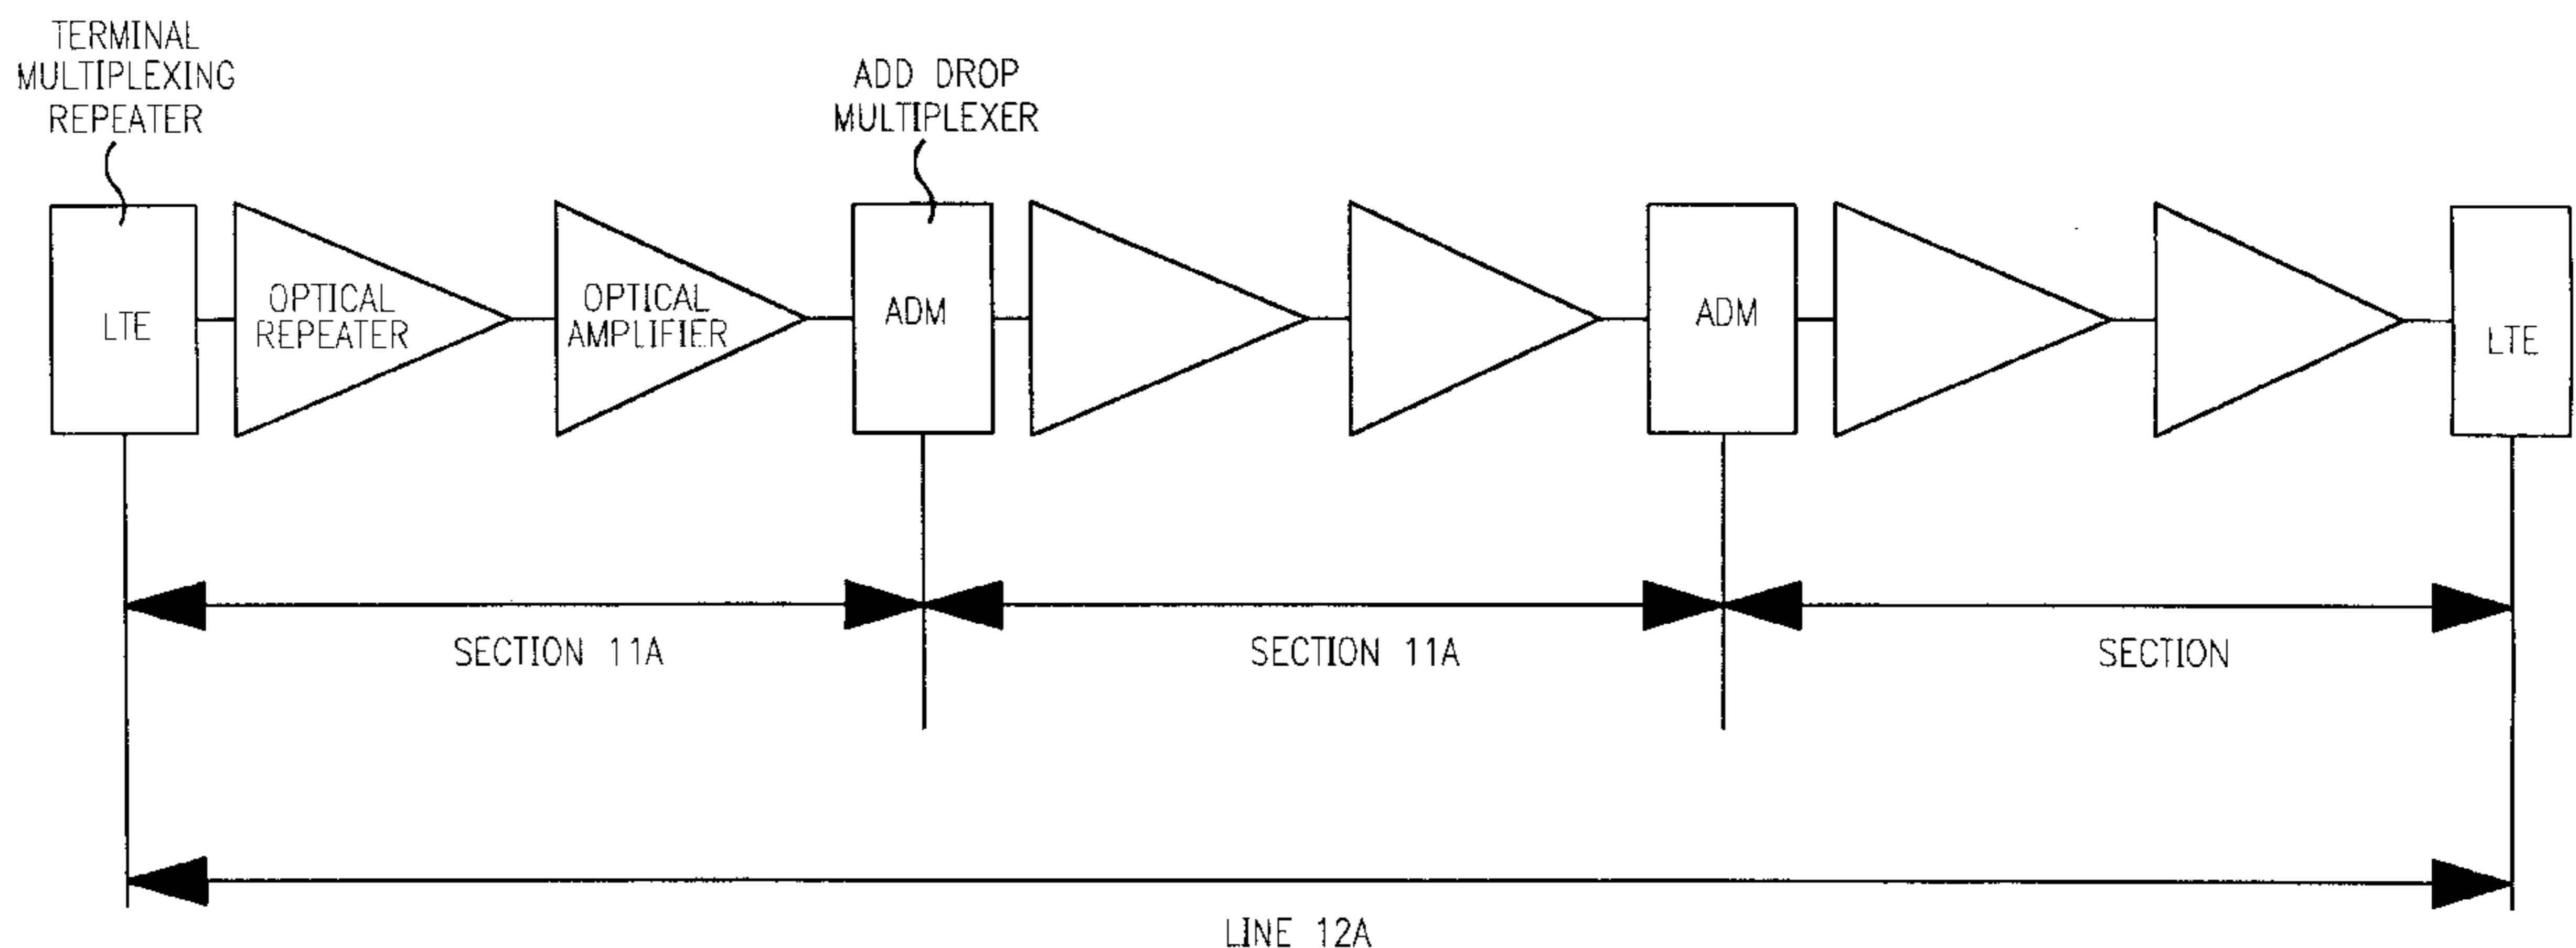 TERMINAL
MULTIPLEXING
REPEATER
ADD DROP
MULTIPLEXER
LTE
OPTICAL
REPEATER
OPTICAL
AMPLIFIER
ADM
ADM
LTE
SECTION 11A
SECTION 11A
SECTION
LINE 12A